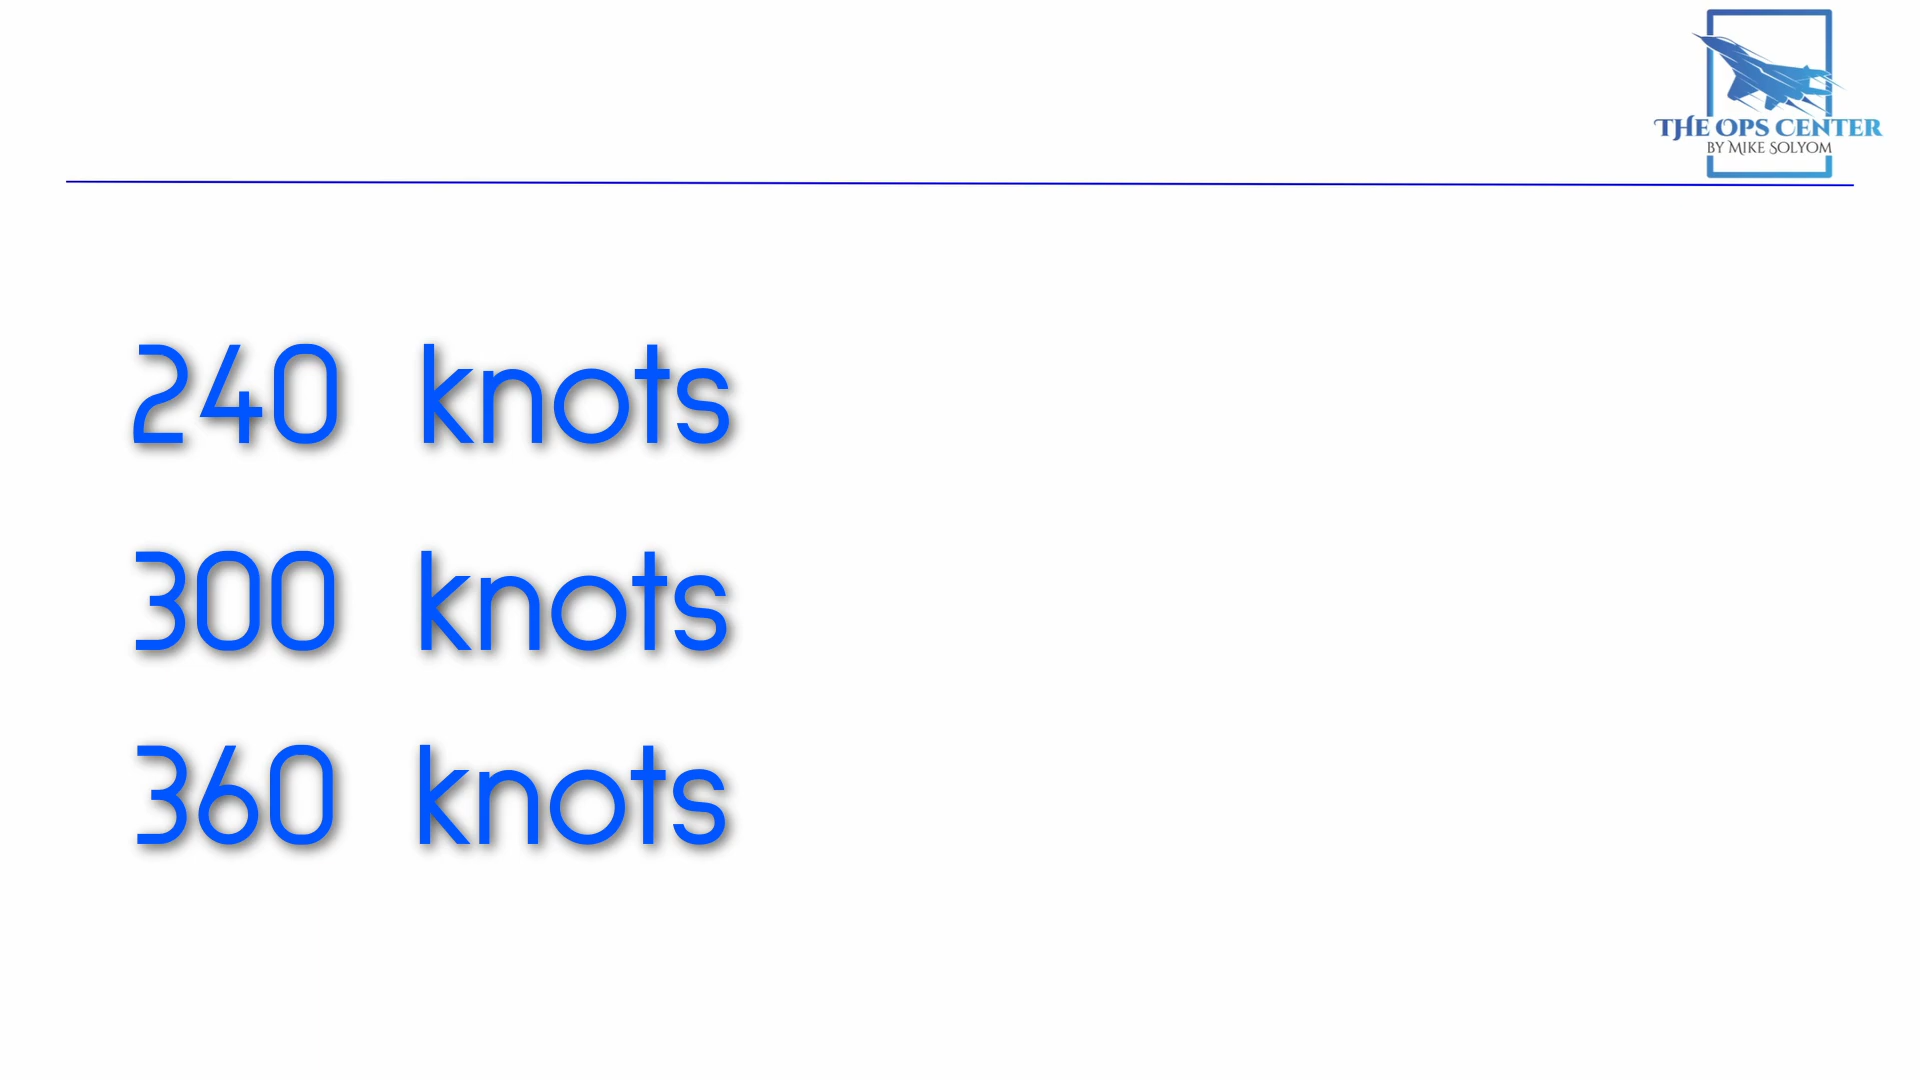 THE OPS CENTER
BY MIKE SOLYOM
240 knots
300 knots
360 knots